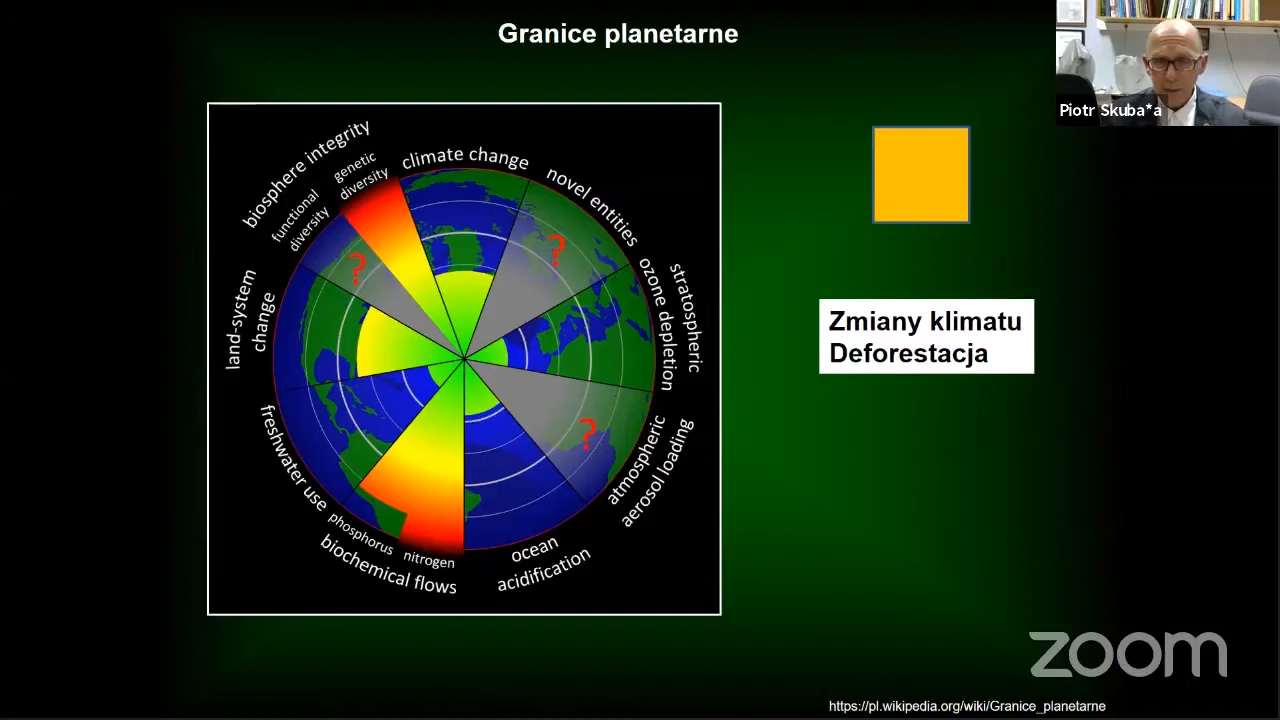 Granice planetarne
Piotr Skuba*a
biosphere integrity
functional
diversity
genetic
diversity
climate change
novel entities
stratospheric
ozone depletion
atmospheric
aerosol loading
ocean
acidification
nitrogen
phosphorus
biochemical flows
freshwater use
land-system
change
?
?
?
Zmiany klimatu
Deforestacja
zoom
https://pl.wikipedia.org/wiki/Granice_planetarne